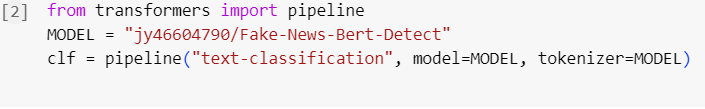 [2] from transformers import pipeline
MODEL = "jy46604790/Fake-News-Bert-Detect"
clf = pipeline("text-classification", model=MODEL, tokenizer=MODEL)